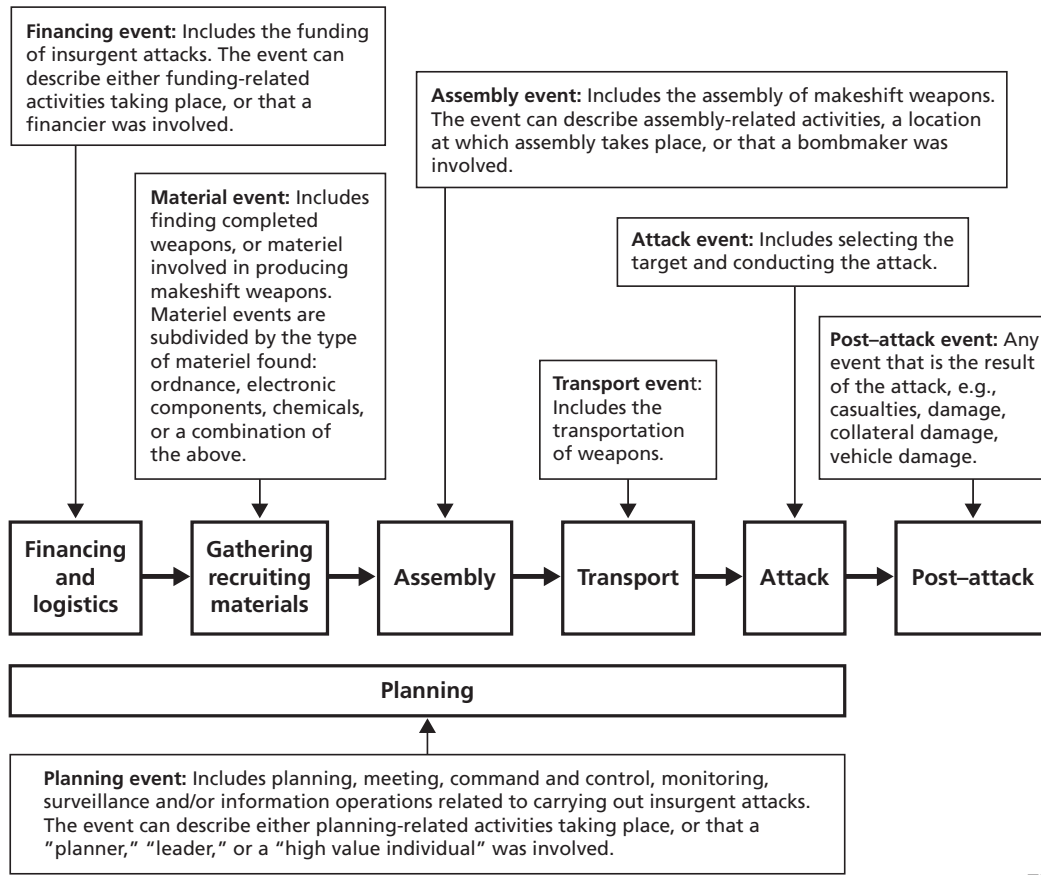 Financing event: Includes the funding
of insurgent attacks. The event can
describe either funding-related
activities taking place, or that a
financier was involved.
Assembly event: Includes the assembly of makeshift weapons.
The event can describe assembly-related activities, a location
at which assembly takes place, or that a bombmaker was
involved.
Material event: Includes
finding completed
weapons, or materiel
involved in producing
makeshift weapons.
Materiel events are
subdivided by the type
of materiel found:
ordnance, electronic
components, chemicals,
or a combination of
the above.
Attack event: Includes selecting the
target and conducting the attack.
Transport event:
Includes the
transportation
of weapons.
Post–attack event: Any
event that is the result
of the attack, e.g.,
casualties, damage,
collateral damage,
vehicle damage.
Financing
and
logistics
Gathering
recruiting
materials
Assembly
Transport
Attack
Post–attack
Planning
Planning event: Includes planning, meeting, command and control, monitoring,
surveillance and/or information operations related to carrying out insurgent attacks.
The event can describe either planning-related activities taking place, or that a
”planner,” “leader,” or a “high value individual” was involved.